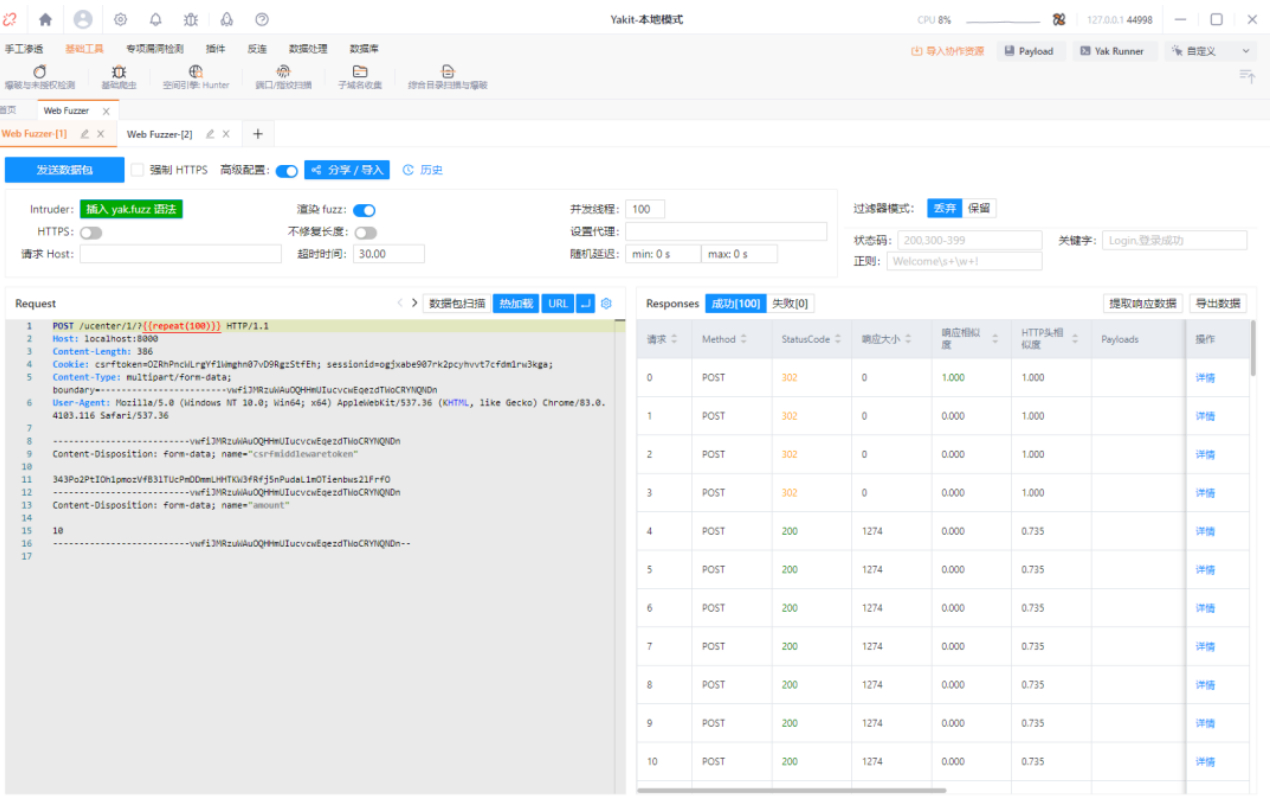 Yakit-本地模式
CPU 8%
127.0.0.1 44998
手工渗透 基础工具 专项漏洞检测 插件 反连 数据处理 数据库
导入协作资源 Payload Yak Runner 自定义
爆破与未授权检测 基础爬虫 空间引擎: Hunter 端口/指纹扫描 子域名收集 综合目录扫描与爆破
首页 Web Fuzzer
Web Fuzzer-[1] Web Fuzzer-[2] +
发送数据包 强制 HTTPS 高级配置: 分享 / 导入 历史
Intruder: 插入 yak.fuzz 语法 渲染 fuzz: 并发线程: 100 过滤器模式: 丢弃 保留
HTTPS: 不修复长度: 设置代理:
状态码: 200,300-399 关键字: Login,登录成功
请求 Host: 超时时间: 30.00 随机延迟: min: 0 s max: 0 s
正则: Welcome\s+\w+!
Request < > 数据包扫描 热加载 URL
1 POST /ucenter/1/?{{repeat(100)}} HTTP/1.1
2 Host: localhost:8000
3 Content-Length: 386
4
5 Content-Type: multipart/form-data;
6 User-Agent: Mozilla/5.0 (Windows NT 10.0; Win64; x64) AppleWebKit/537.36 (KHTML, like Gecko) Chrome/83.0.
4103.116 Safari/537.36
7
8
9 Content-Disposition: form-data; name="csrfmiddlewaretoken"
10
11
12
13 Content-Disposition: form-data; name="amount"
14
15 10
16
17
Responses 成功[100] 失败[0] 提取响应数据 导出数据
请求 Method StatusCode 响应大小 响应相似度 HTTP头相似度 Payloads 操作
0 POST 302 0 1.000 1.000 详情
1 POST 302 0 0.000 1.000 详情
2 POST 302 0 0.000 1.000 详情
3 POST 302 0 0.000 1.000 详情
4 POST 200 1274 0.000 0.735 详情
5 POST 200 1274 0.000 0.735 详情
6 POST 200 1274 0.000 0.735 详情
7 POST 200 1274 0.000 0.735 详情
8 POST 200 1274 0.000 0.735 详情
9 POST 200 1274 0.000 0.735 详情
10 POST 200 1274 0.000 0.735 详情